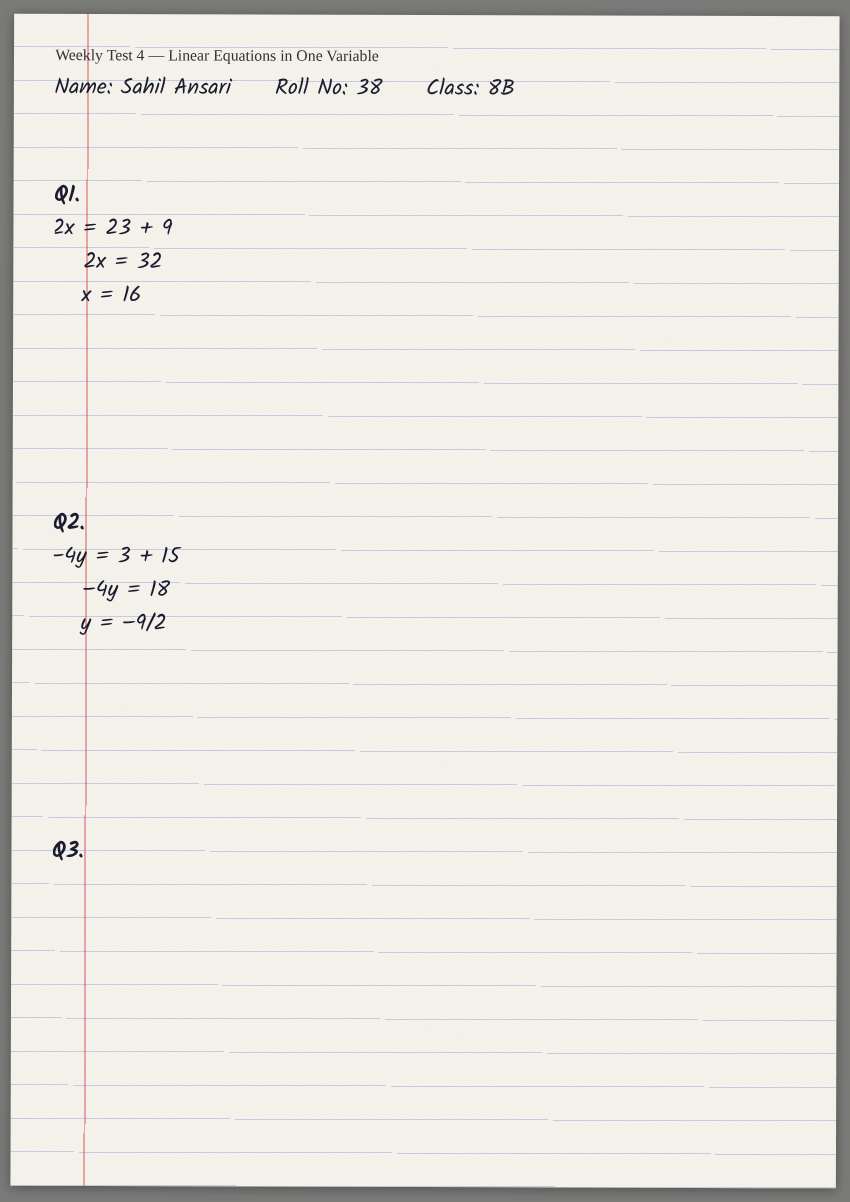 Weekly Test 4 — Linear Equations in One Variable
Name: Sahil Ansari Roll No: 38 Class: 8B
Q1.
2x = 23 + 9
2x = 32
x = 16
Q2.
-4y = 3 + 15
-4y = 18
y = -9/2
Q3.